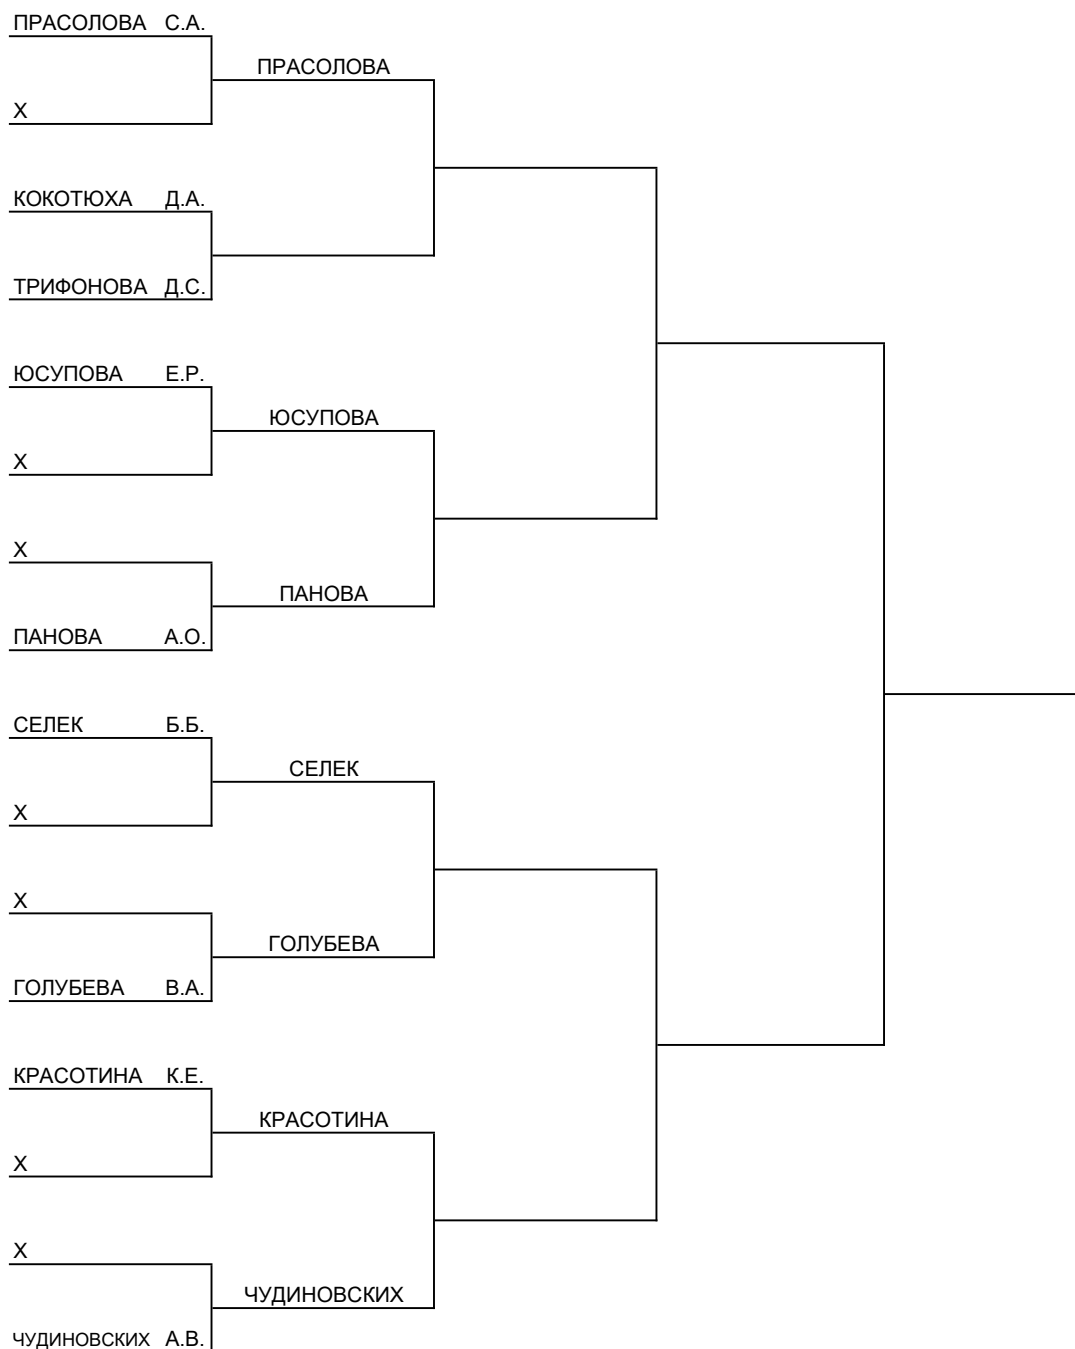 ПРАСОЛОВА С.А.
ПРАСОЛОВА
X
КОКОТЮХА Д.А.
ТРИФОНОВА Д.С.
ЮСУПОВА Е.Р.
ЮСУПОВА
X
X
ПАНОВА
ПАНОВА А.О.
СЕЛЕК Б.Б.
СЕЛЕК
X
X
ГОЛУБЕВА
ГОЛУБЕВА В.А.
КРАСОТИНА К.Е.
КРАСОТИНА
X
X
ЧУДИНОВСКИХ
ЧУДИНОВСКИХ А.В.